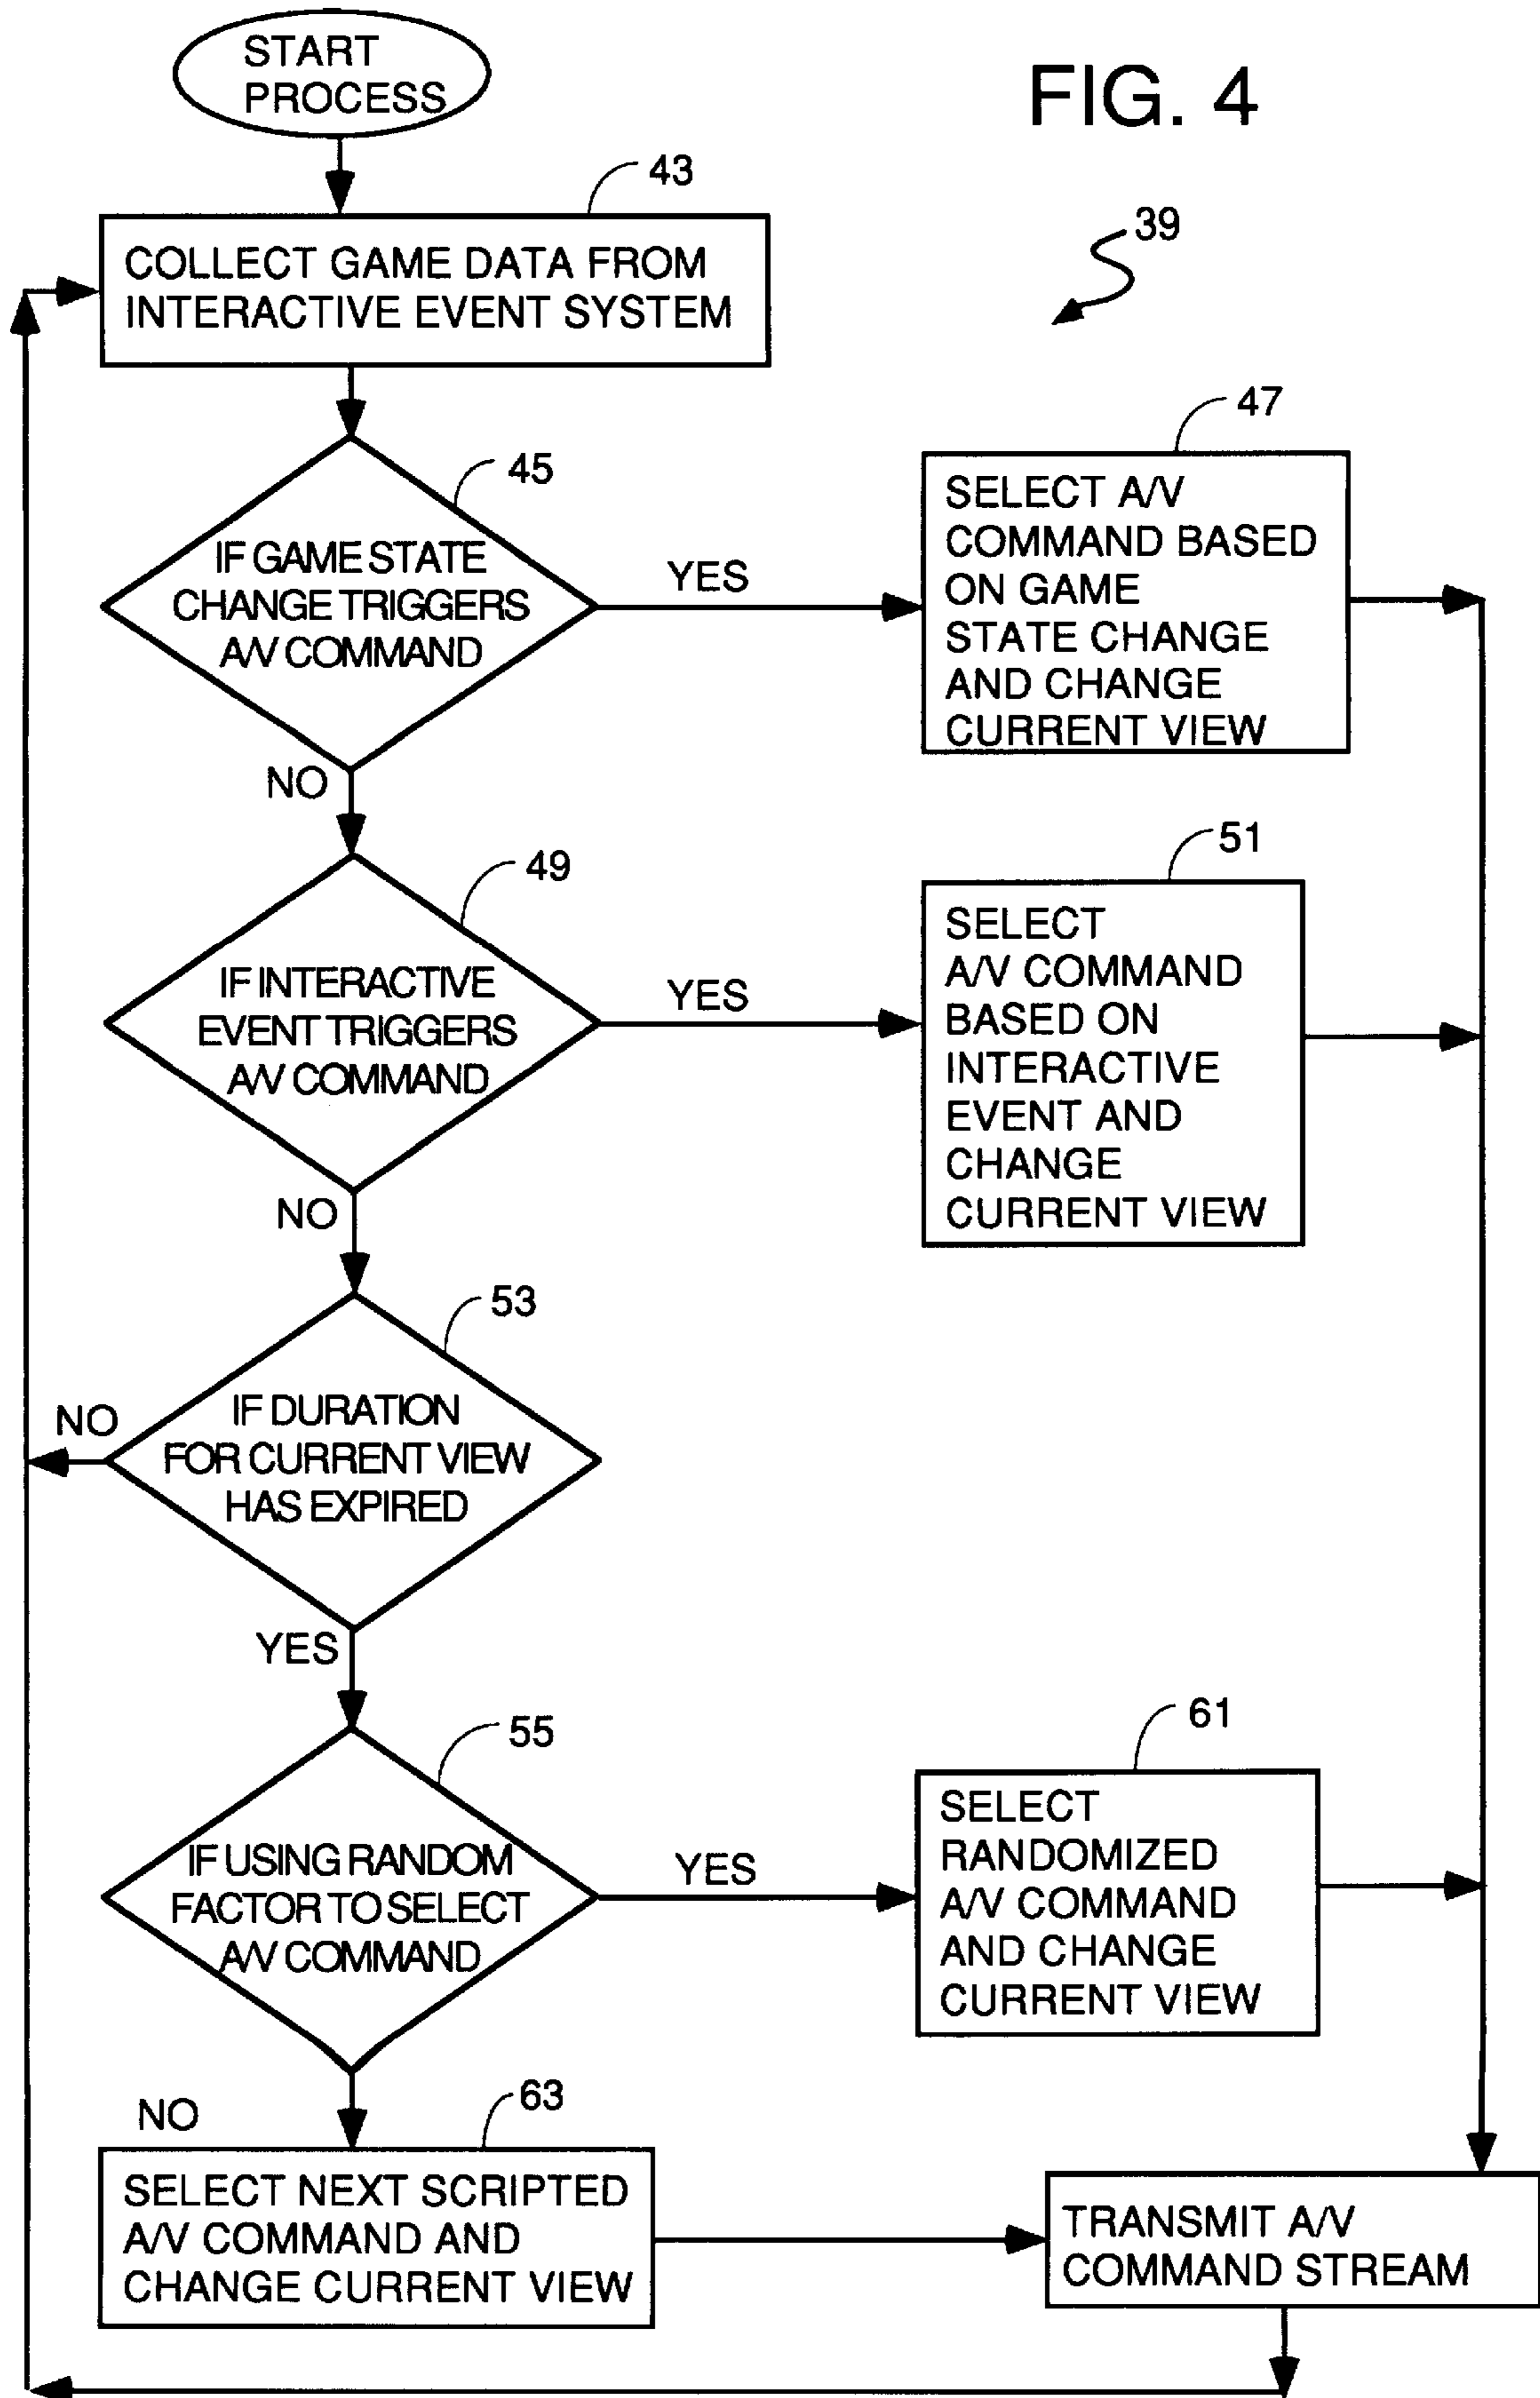 START
PROCESS
FIG. 4
43
39
COLLECT GAME DATA FROM
INTERACTIVE EVENT SYSTEM
45
47
IF GAME STATE
CHANGE TRIGGERS
A/V COMMAND
YES
SELECT A/V
COMMAND BASED
ON GAME
STATE CHANGE
AND CHANGE
CURRENT VIEW
NO
49
51
IF INTERACTIVE
EVENT TRIGGERS
A/V COMMAND
YES
SELECT
A/V COMMAND
BASED ON
INTERACTIVE
EVENT AND
CHANGE
CURRENT VIEW
NO
53
IF DURATION
FOR CURRENT VIEW
HAS EXPIRED
NO
YES
55
61
IF USING RANDOM
FACTOR TO SELECT
A/V COMMAND
YES
SELECT
RANDOMIZED
A/V COMMAND
AND CHANGE
CURRENT VIEW
NO
63
SELECT NEXT SCRIPTED
A/V COMMAND AND
CHANGE CURRENT VIEW
TRANSMIT A/V
COMMAND STREAM